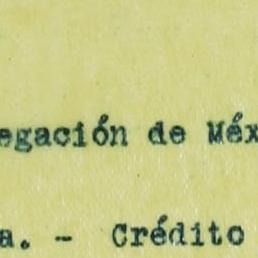 egación de Méx
a. - Crédito